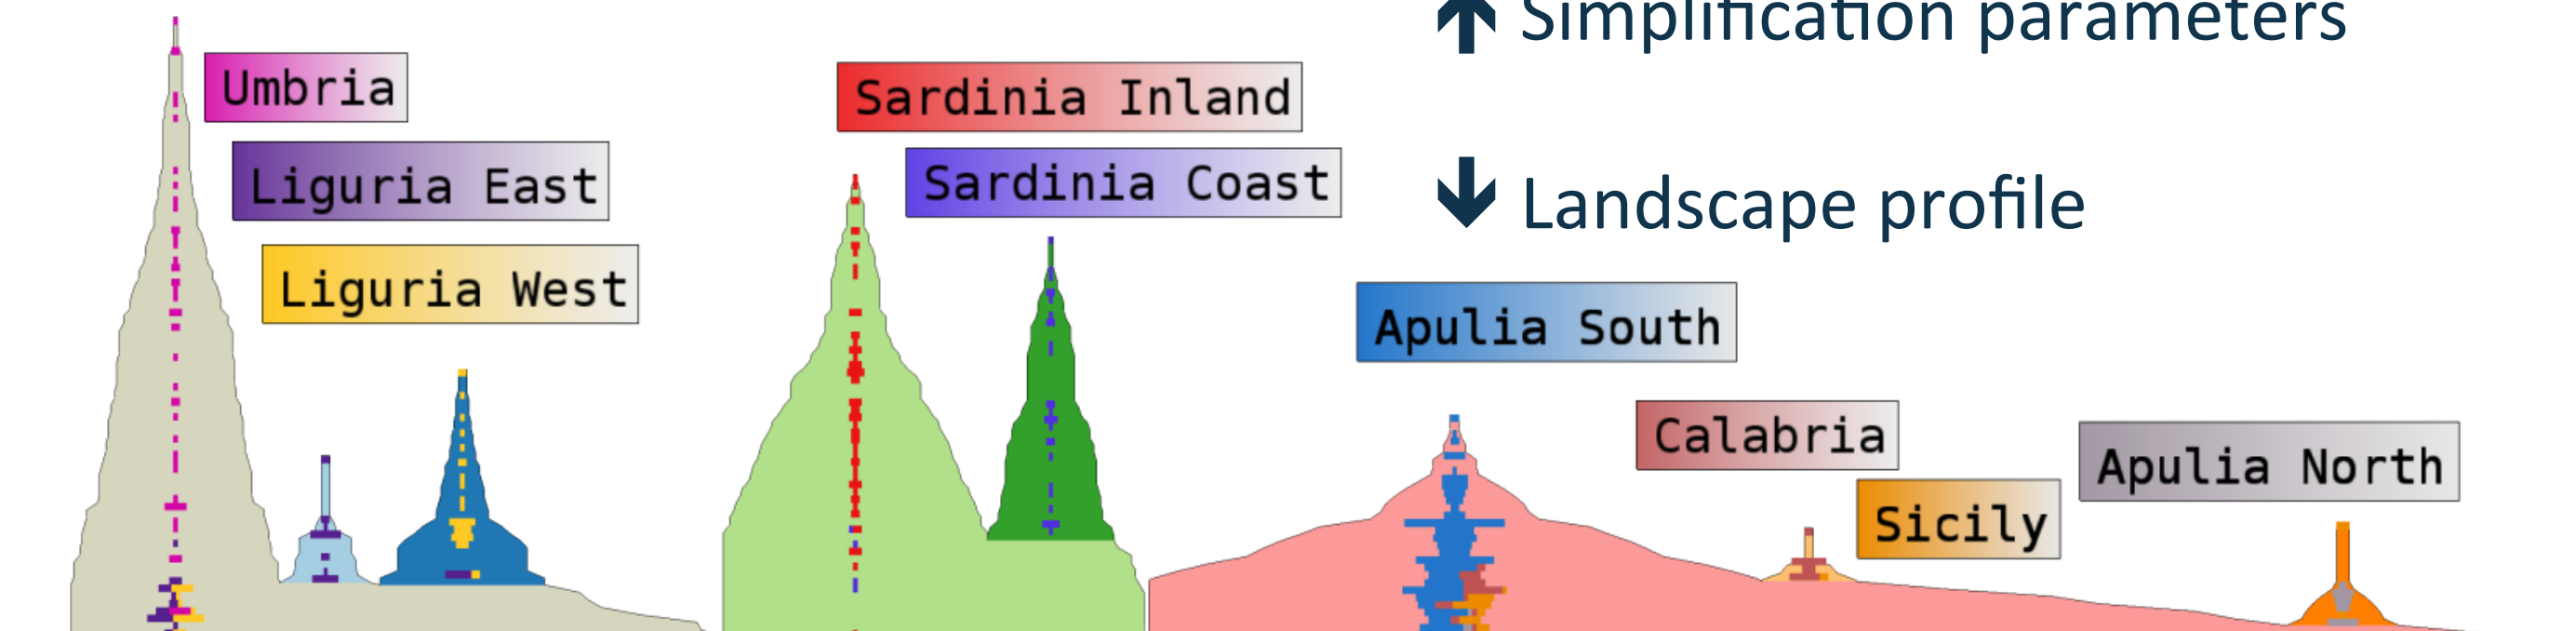 ↑ Simplification parameters
Umbria
Sardinia Inland
Liguria East
Sardinia Coast
↓ Landscape profile
Liguria West
Apulia South
Calabria
Apulia North
Sicily